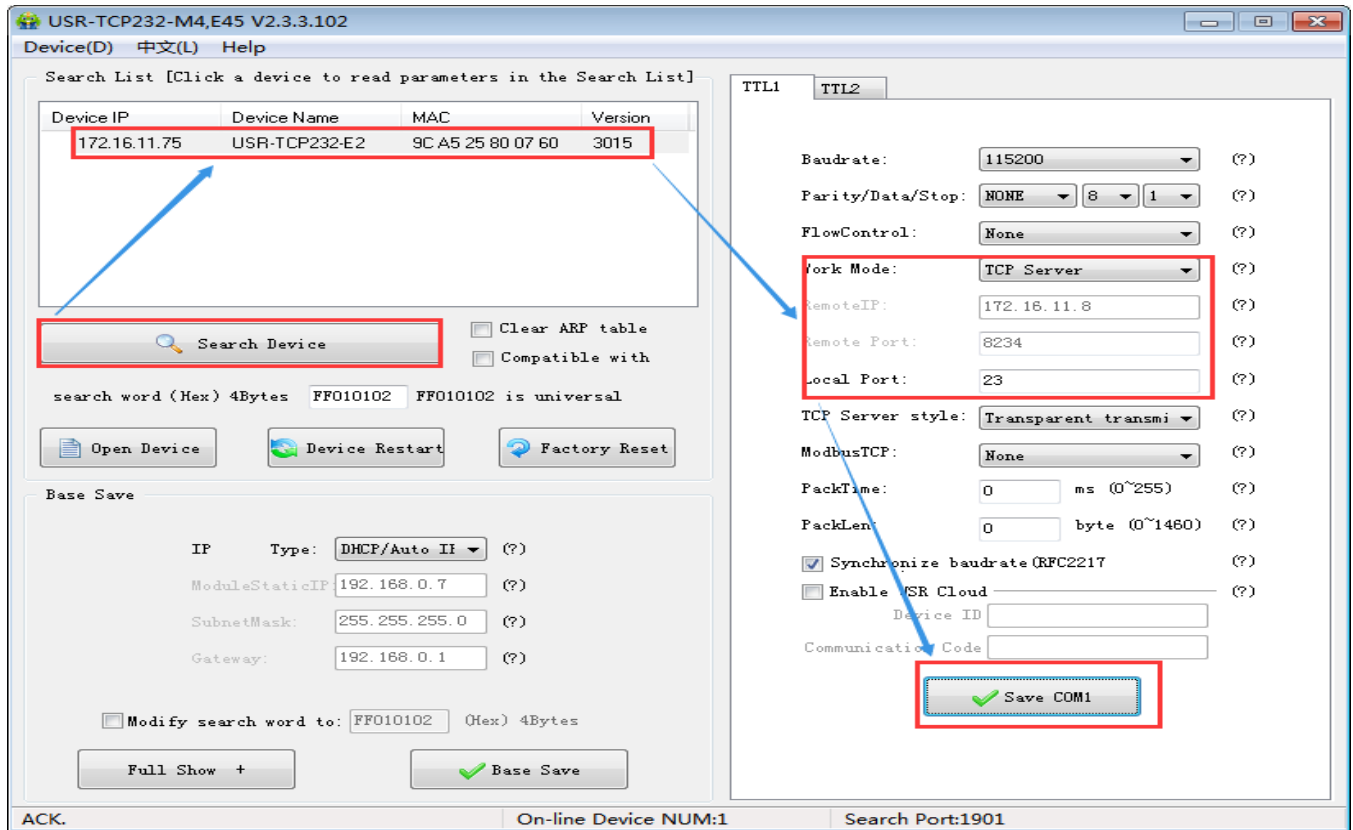 USR-TCP232-M4,E45 V2.3.3.102
Device(D) 中文(L) Help
Search List [Click a device to read parameters in the Search List]
Device IP Device Name MAC Version
172.16.11.75 USR-TCP232-E2 9C A5 25 80 07 60 3015
Search Device
Clear ARP table
Compatible with
search word (Hex) 4Bytes FF010102 FF010102 is universal
Open Device Device Restart Factory Reset
Base Save
IP Type: DHCP/Auto II (?)
ModuleStaticIP: 192.168.0.7 (?)
SubnetMask: 255.255.255.0 (?)
Gateway: 192.168.0.1 (?)
Modify search word to: FF010102 (Hex) 4Bytes
Full Show + Base Save
TTL1 TTL2
Baudrate: 115200 (?)
Parity/Data/Stop: NONE 8 1 (?)
FlowControl: None (?)
Work Mode: TCP Server (?)
RemoteIP: 172.16.11.8 (?)
Remote Port: 8234 (?)
Local Port: 23 (?)
TCP Server style: Transparent transmi (?)
ModbusTCP: None (?)
PackTime: 0 ms (0~255) (?)
PackLen: 0 byte (0~1460) (?)
Synchronize baudrate(RFC2217 (?)
Enable USR Cloud (?)
Device ID
Communication Code
Save COM1
ACK. On-line Device NUM:1 Search Port:1901